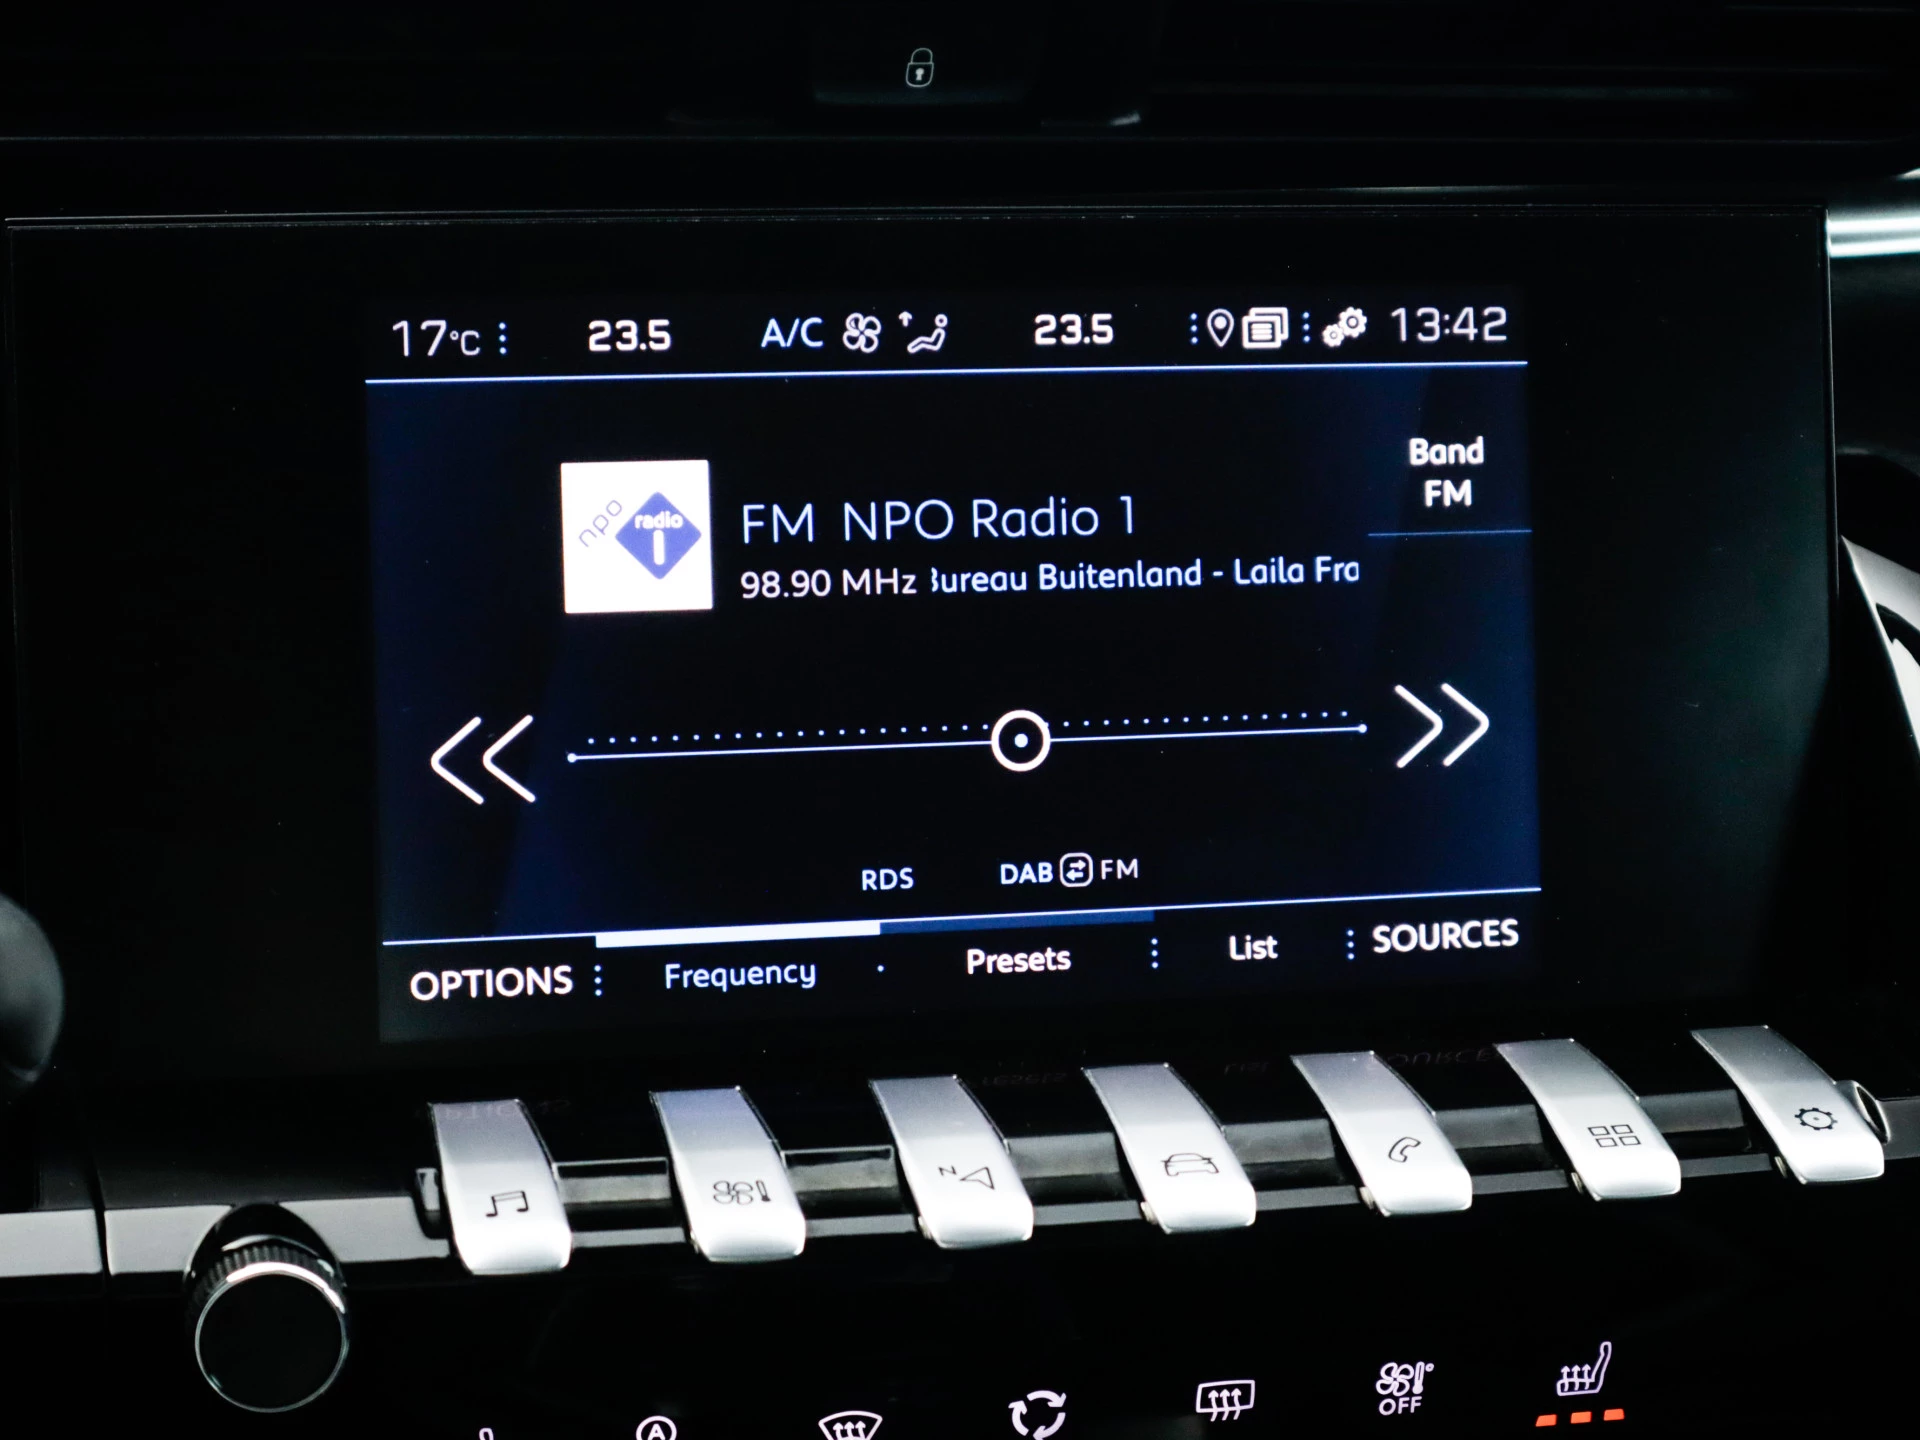 17°C 23.5 A/C 23.5 13:42
Band
FM
npo radio 1
FM NPO Radio 1
98.90 MHz Bureau Buitenland - Laila Fra
RDS DAB FM
OPTIONS Frequency Presets List SOURCES
N
A
OFF